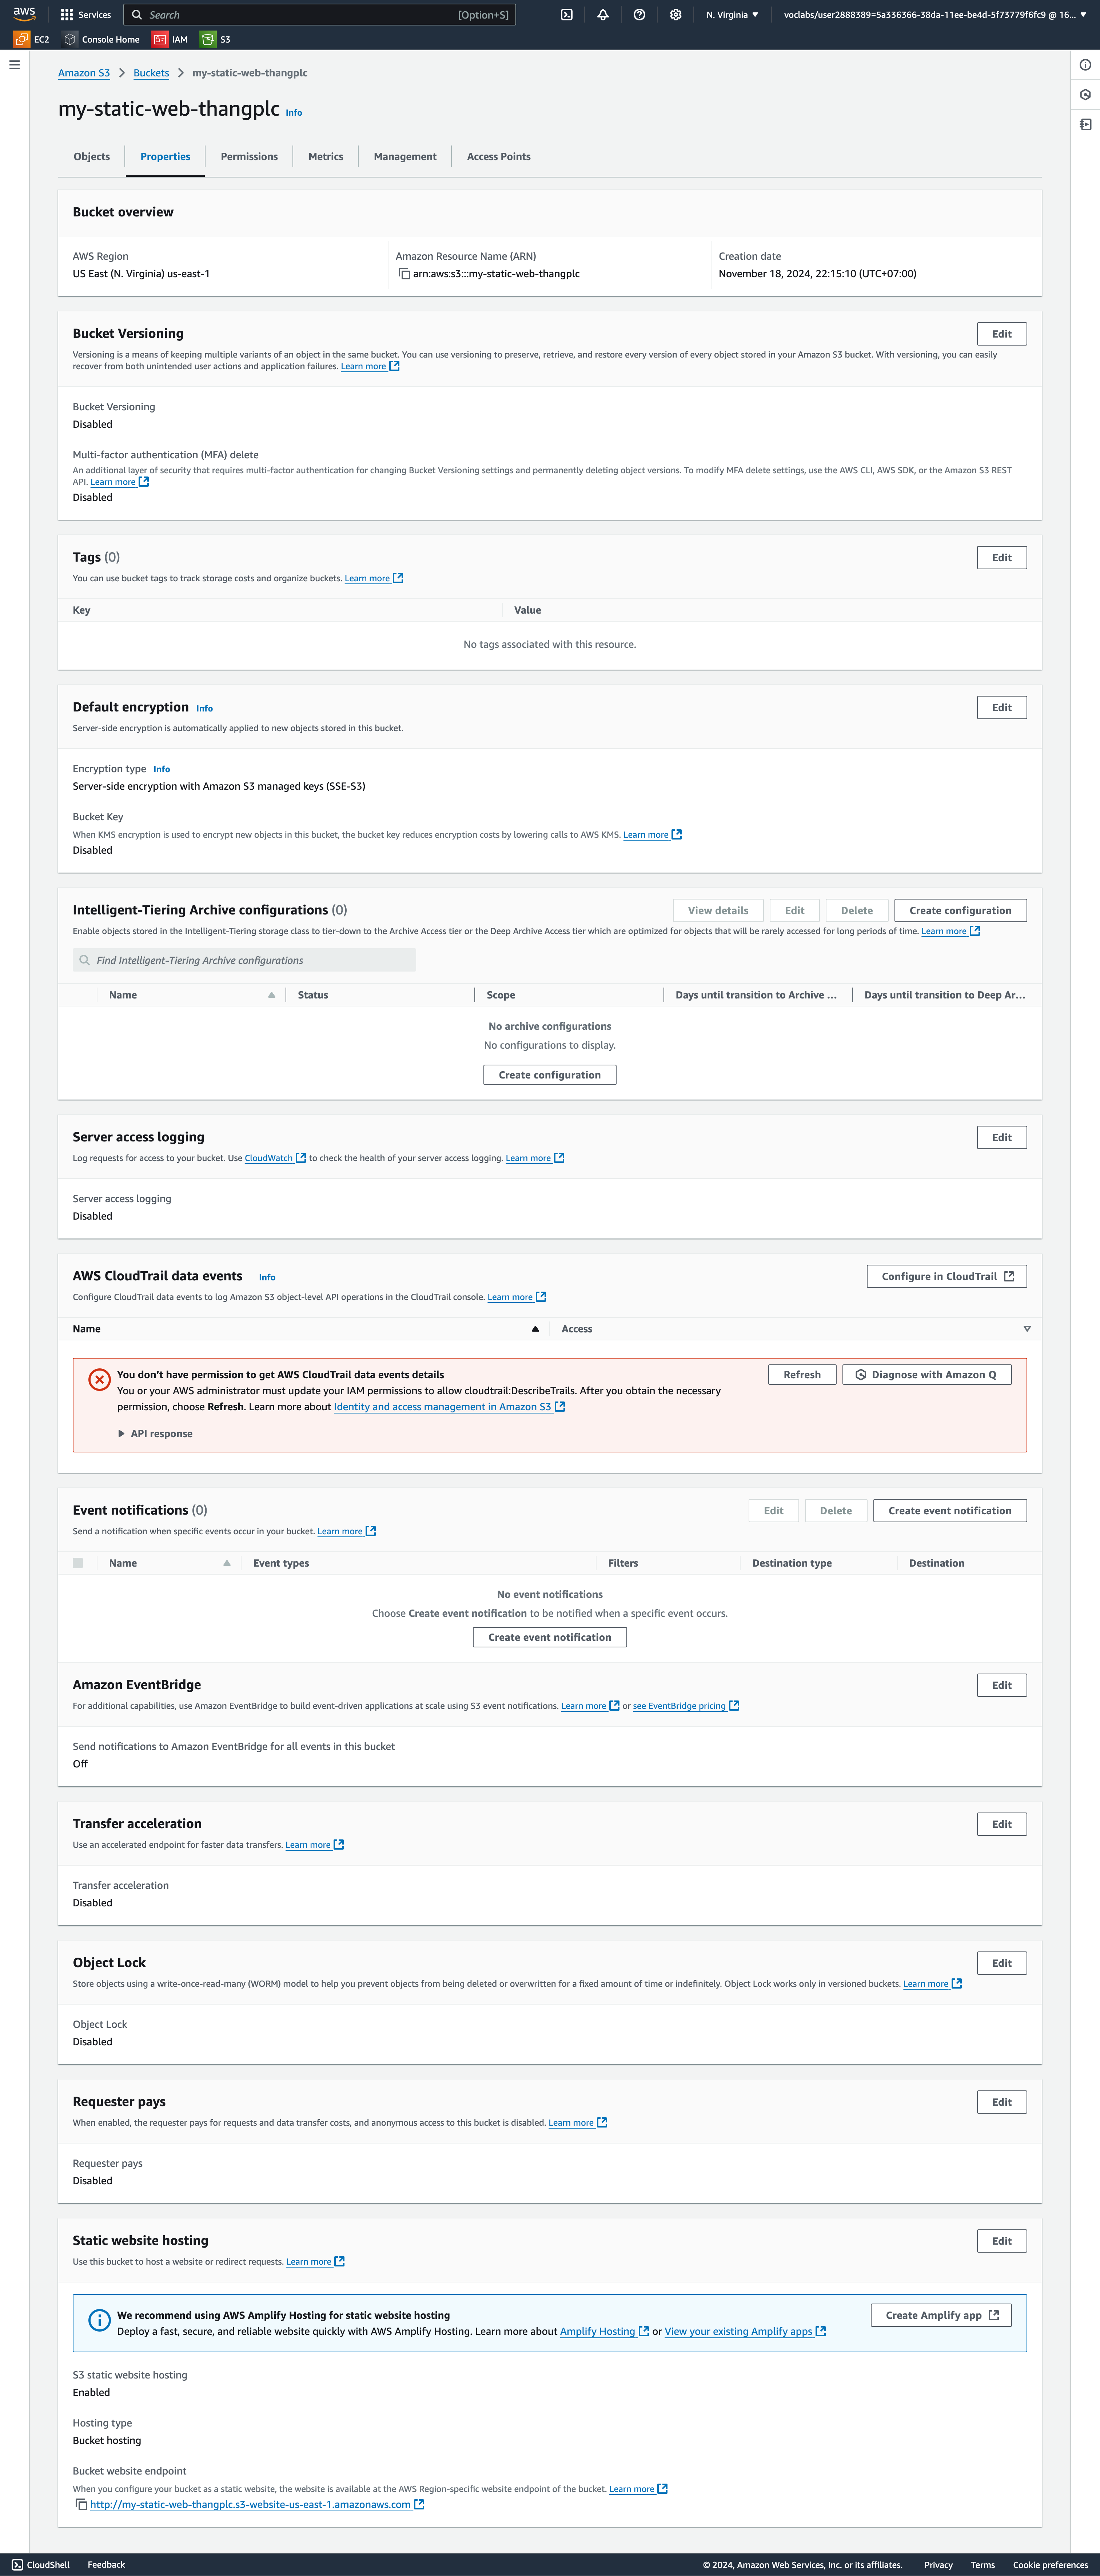 aws Services Search [Option+S] N. Virginia voclabs/user2888389=5a336366-38da-11ee-be4d-5f73779f6fc9 @ 16...
EC2 Console Home IAM S3
Amazon S3 Buckets my-static-web-thangplc
my-static-web-thangplc Info
Objects Properties Permissions Metrics Management Access Points
Bucket overview
AWS Region Amazon Resource Name (ARN) Creation date
US East (N. Virginia) us-east-1 arn:aws:s3:::my-static-web-thangplc November 18, 2024, 22:15:10 (UTC+07:00)
Bucket Versioning Edit
Versioning is a means of keeping multiple variants of an object in the same bucket. You can use versioning to preserve, retrieve, and restore every version of every object stored in your Amazon S3 bucket. With versioning, you can easily
recover from both unintended user actions and application failures. Learn more
Bucket Versioning
Disabled
Multi-factor authentication (MFA) delete
An additional layer of security that requires multi-factor authentication for changing Bucket Versioning settings and permanently deleting object versions. To modify MFA delete settings, use the AWS CLI, AWS SDK, or the Amazon S3 REST
API. Learn more
Disabled
Tags (0) Edit
You can use bucket tags to track storage costs and organize buckets. Learn more
Key Value
No tags associated with this resource.
Default encryption Info Edit
Server-side encryption is automatically applied to new objects stored in this bucket.
Encryption type Info
Server-side encryption with Amazon S3 managed keys (SSE-S3)
Bucket Key
When KMS encryption is used to encrypt new objects in this bucket, the bucket key reduces encryption costs by lowering calls to AWS KMS. Learn more
Disabled
Intelligent-Tiering Archive configurations (0) View details Edit Delete Create configuration
Enable objects stored in the Intelligent-Tiering storage class to tier-down to the Archive Access tier or the Deep Archive Access tier which are optimized for objects that will be rarely accessed for long periods of time. Learn more
Find Intelligent-Tiering Archive configurations
Name Status Scope Days until transition to Archive ... Days until transition to Deep Ar...
No archive configurations
No configurations to display.
Create configuration
Server access logging Edit
Log requests for access to your bucket. Use CloudWatch to check the health of your server access logging. Learn more
Server access logging
Disabled
AWS CloudTrail data events Info Configure in CloudTrail
Configure CloudTrail data events to log Amazon S3 object-level API operations in the CloudTrail console. Learn more
Name Access
You don’t have permission to get AWS CloudTrail data events details Refresh Diagnose with Amazon Q
You or your AWS administrator must update your IAM permissions to allow cloudtrail:DescribeTrails. After you obtain the necessary
permission, choose Refresh. Learn more about Identity and access management in Amazon S3
API response
Event notifications (0) Edit Delete Create event notification
Send a notification when specific events occur in your bucket. Learn more
Name Event types Filters Destination type Destination
No event notifications
Choose Create event notification to be notified when a specific event occurs.
Create event notification
Amazon EventBridge Edit
For additional capabilities, use Amazon EventBridge to build event-driven applications at scale using S3 event notifications. Learn more or see EventBridge pricing
Send notifications to Amazon EventBridge for all events in this bucket
Off
Transfer acceleration Edit
Use an accelerated endpoint for faster data transfers. Learn more
Transfer acceleration
Disabled
Object Lock Edit
Store objects using a write-once-read-many (WORM) model to help you prevent objects from being deleted or overwritten for a fixed amount of time or indefinitely. Object Lock works only in versioned buckets. Learn more
Object Lock
Disabled
Requester pays Edit
When enabled, the requester pays for requests and data transfer costs, and anonymous access to this bucket is disabled. Learn more
Requester pays
Disabled
Static website hosting Edit
Use this bucket to host a website or redirect requests. Learn more
We recommend using AWS Amplify Hosting for static website hosting Create Amplify app
Deploy a fast, secure, and reliable website quickly with AWS Amplify Hosting. Learn more about Amplify Hosting or View your existing Amplify apps
S3 static website hosting
Enabled
Hosting type
Bucket hosting
Bucket website endpoint
When you configure your bucket as a static website, the website is available at the AWS Region-specific website endpoint of the bucket. Learn more
http://my-static-web-thangplc.s3-website-us-east-1.amazonaws.com
CloudShell Feedback © 2024, Amazon Web Services, Inc. or its affiliates. Privacy Terms Cookie preferences